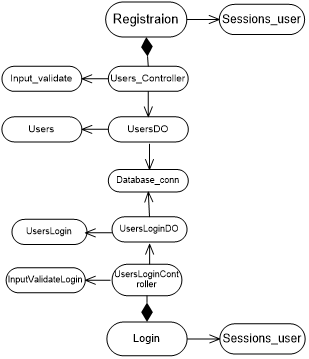 Registraion
Sessions_user
Input_validate
Users_Controller
Users
UsersDO
Database_conn
UsersLogin
UsersLoginDO
InputValidateLogin
UsersLoginCont
roller
Login
Sessions_user